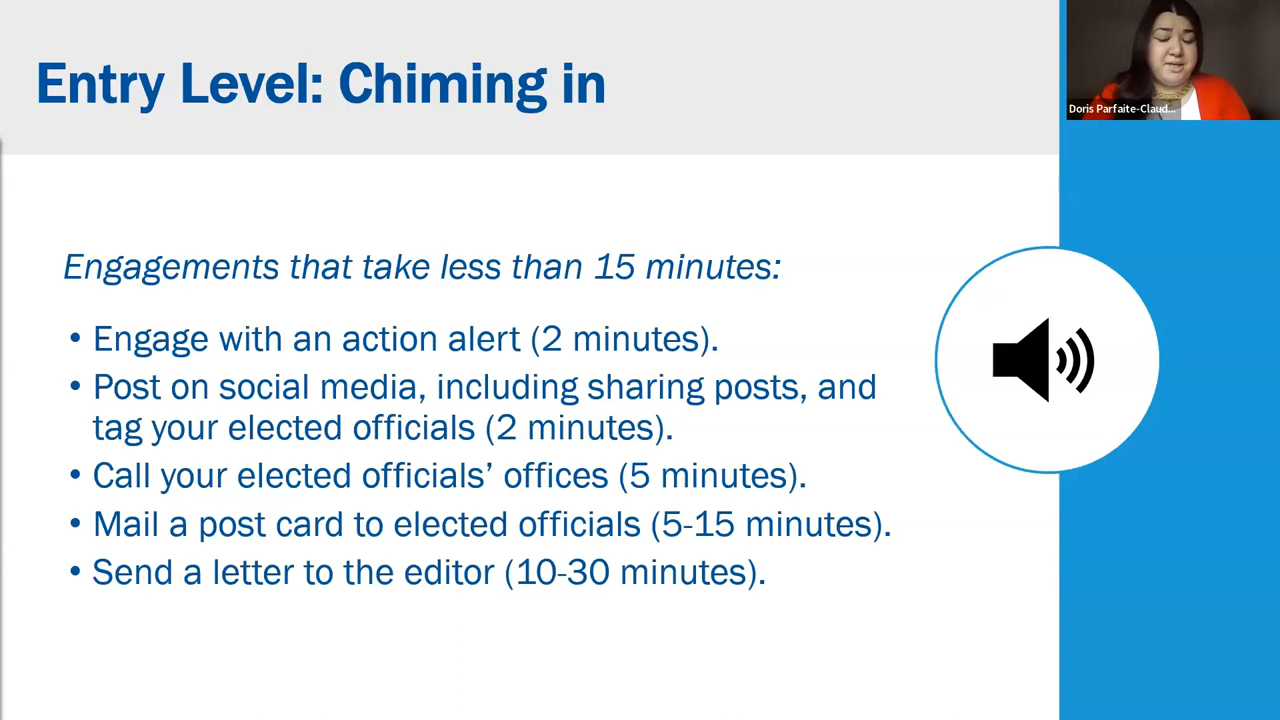 Entry Level: Chiming in
Doris Parfaite-Claud...
Engagements that take less than 15 minutes:
• Engage with an action alert (2 minutes).
• Post on social media, including sharing posts, and
tag your elected officials (2 minutes).
• Call your elected officials’ offices (5 minutes).
• Mail a post card to elected officials (5-15 minutes).
• Send a letter to the editor (10-30 minutes).